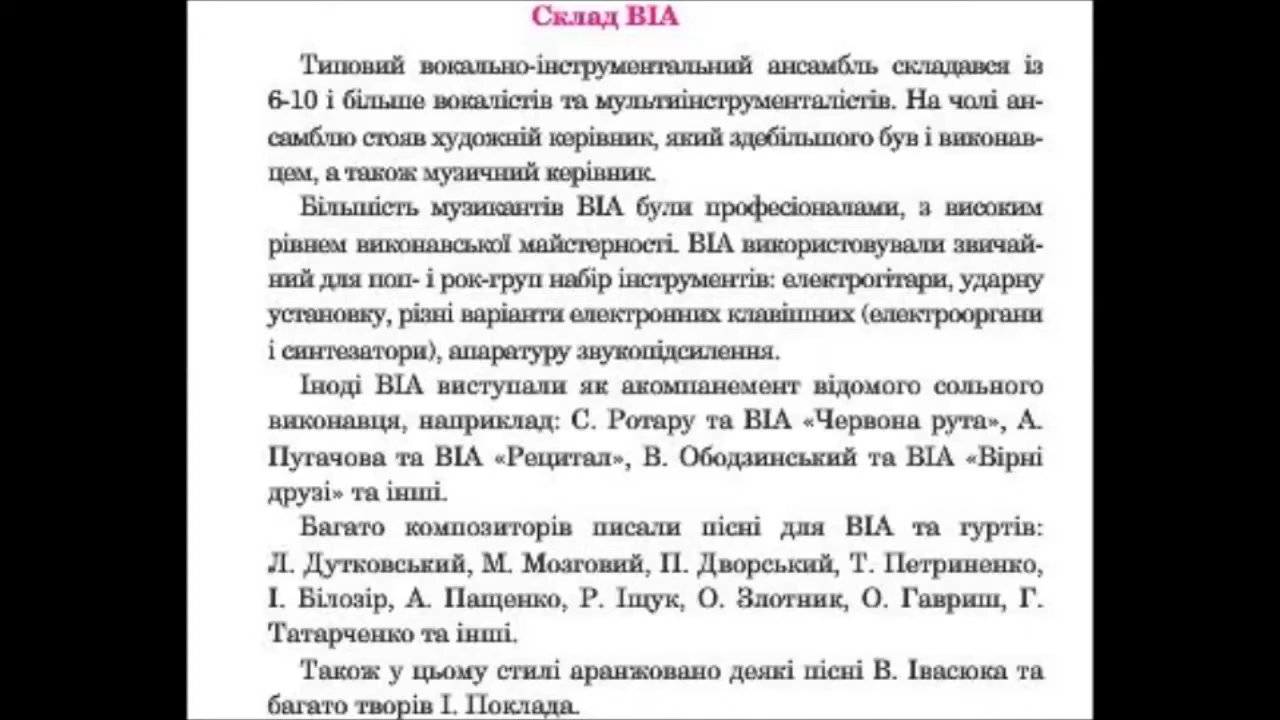 Склад ВІА
Типовий вокально-інструментальний ансамбль складався із
6-10 і більше вокалістів та мультиінструменталістів. На чолі ан-
самблю стояв художній керівник, який здебільшого був і виконав-
цем, а також музичний керівник.
Більшість музикантів ВІА були професіоналами, з високим
рівнем виконавської майстерності. ВІА використовували звичай-
ний для поп- і рок-груп набір інструментів: електрогітари, ударну
установку, різні варіанти електронних клавішних (електрооргани
і синтезатори), апаратуру звукопідсилення.
Іноді ВІА виступали як акомпанемент відомого сольного
виконавця, наприклад: С. Ротару та ВІА «Червона рута», А.
Пугачова та ВІА «Рецитал», В. Ободзинський та ВІА «Вірні
друзі» та інші.
Багато композиторів писали пісні для ВІА та гуртів:
Л. Дутковський, М. Мозговий, П. Дворський, Т. Петриненко,
І. Білозір, А. Пащенко, Р. Іщук, О. Злотник, О. Гавриш, Г.
Татарченко та інші.
Також у цьому стилі аранжовано деякі пісні В. Івасюка та
багато творів І. Поклада.